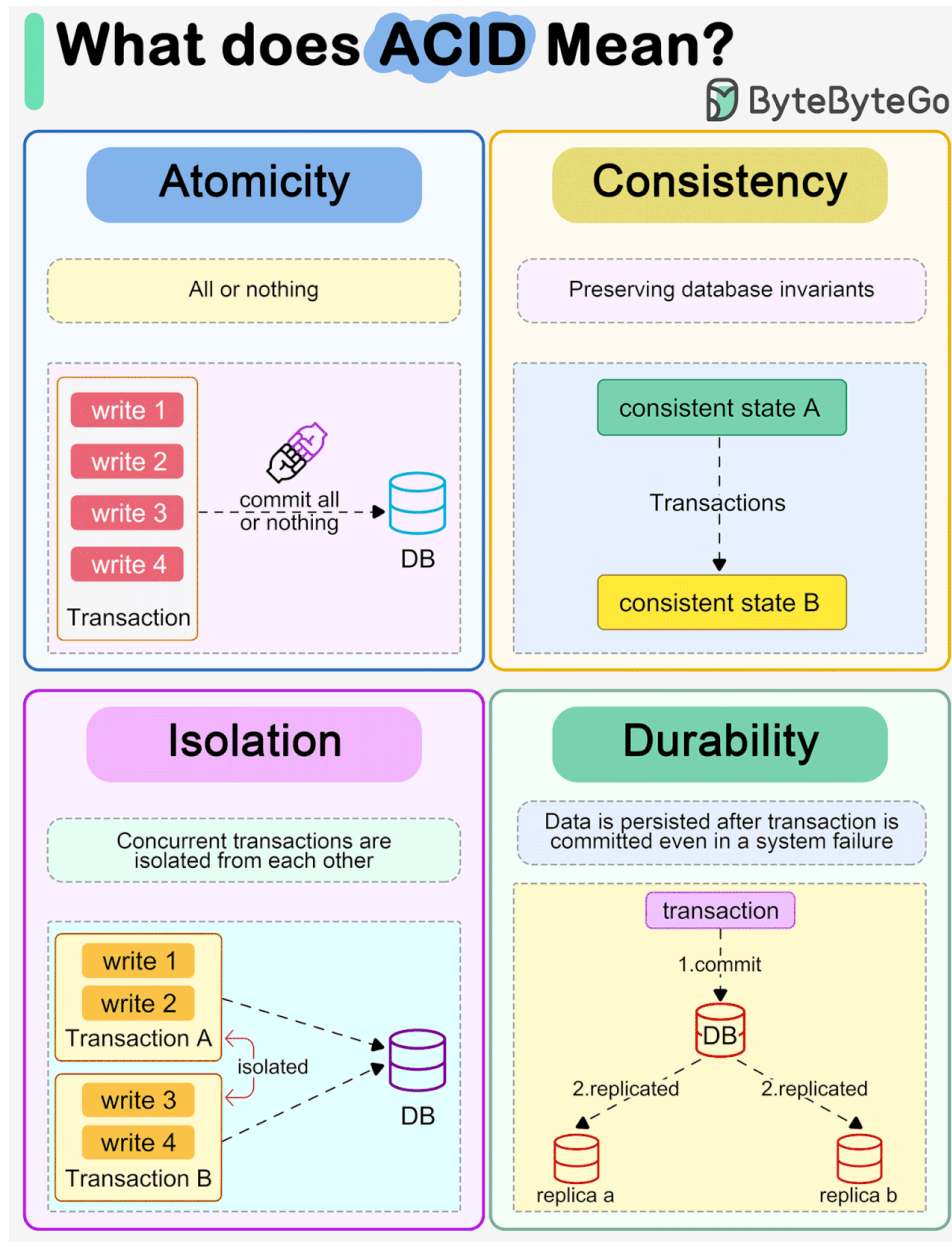 What does ACID Mean?
ByteByteGo
Atomicity
All or nothing
write 1
write 2
write 3
write 4
Transaction
commit all
or nothing
DB
Consistency
Preserving database invariants
consistent state A
Transactions
consistent state B
Isolation
Concurrent transactions are
isolated from each other
write 1
write 2
Transaction A
isolated
write 3
write 4
Transaction B
DB
Durability
Data is persisted after transaction is
committed even in a system failure
transaction
1.commit
DB
2.replicated
2.replicated
replica a
replica b